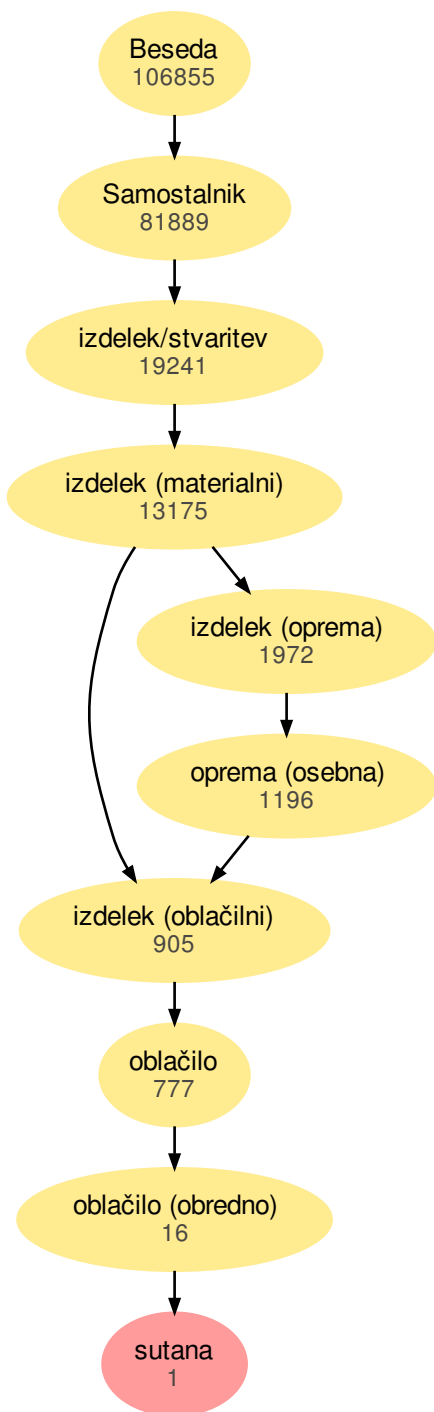 Beseda
106855
Samostalnik
81889
izdelek/stvaritev
19241
izdelek (materialni)
13175
izdelek (oprema)
1972
oprema (osebna)
1196
izdelek (oblačilni)
905
oblačilo
777
oblačilo (obredno)
16
sutana
1